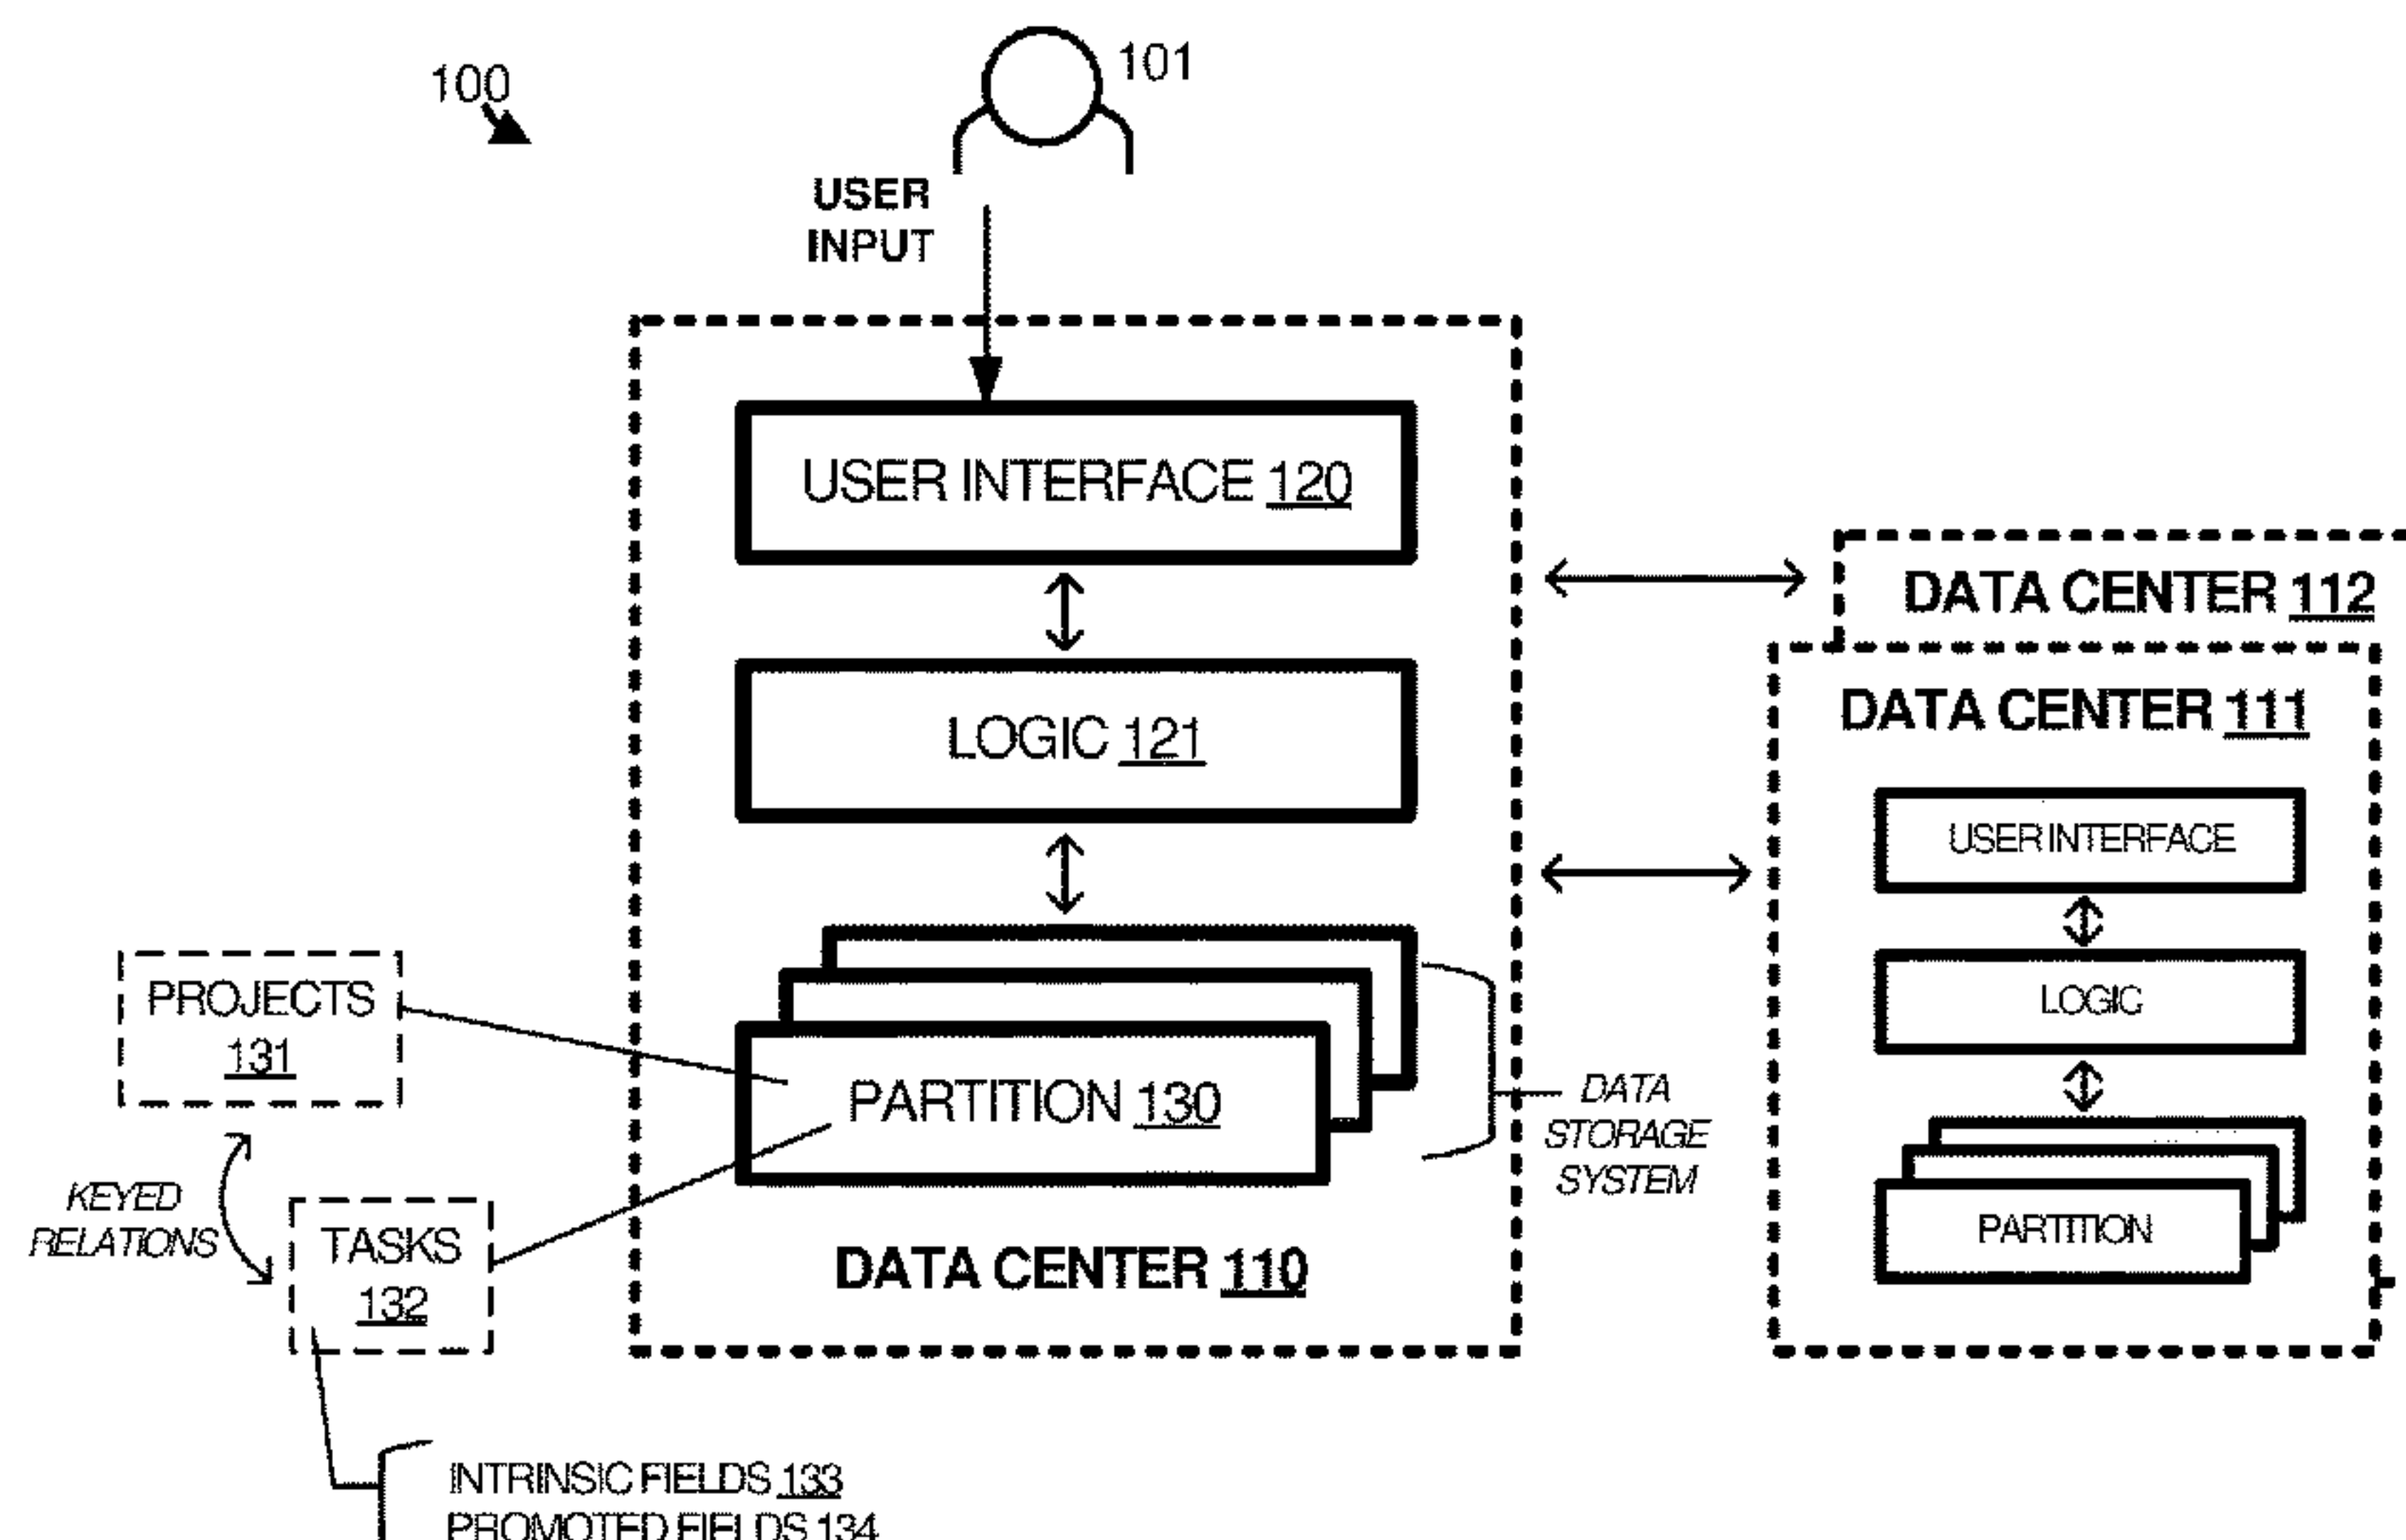 100
101
USER
INPUT
USER INTERFACE 120
LOGIC 121
PARTITION 130
DATA CENTER 110
DATA
STORAGE
SYSTEM
PROJECTS
131
KEYED
RELATIONS
TASKS
132
INTRINSIC FIELDS 133
PROMOTED FIELDS 134
DATA CENTER 112
DATA CENTER 111
USER INTERFACE
LOGIC
PARTITION